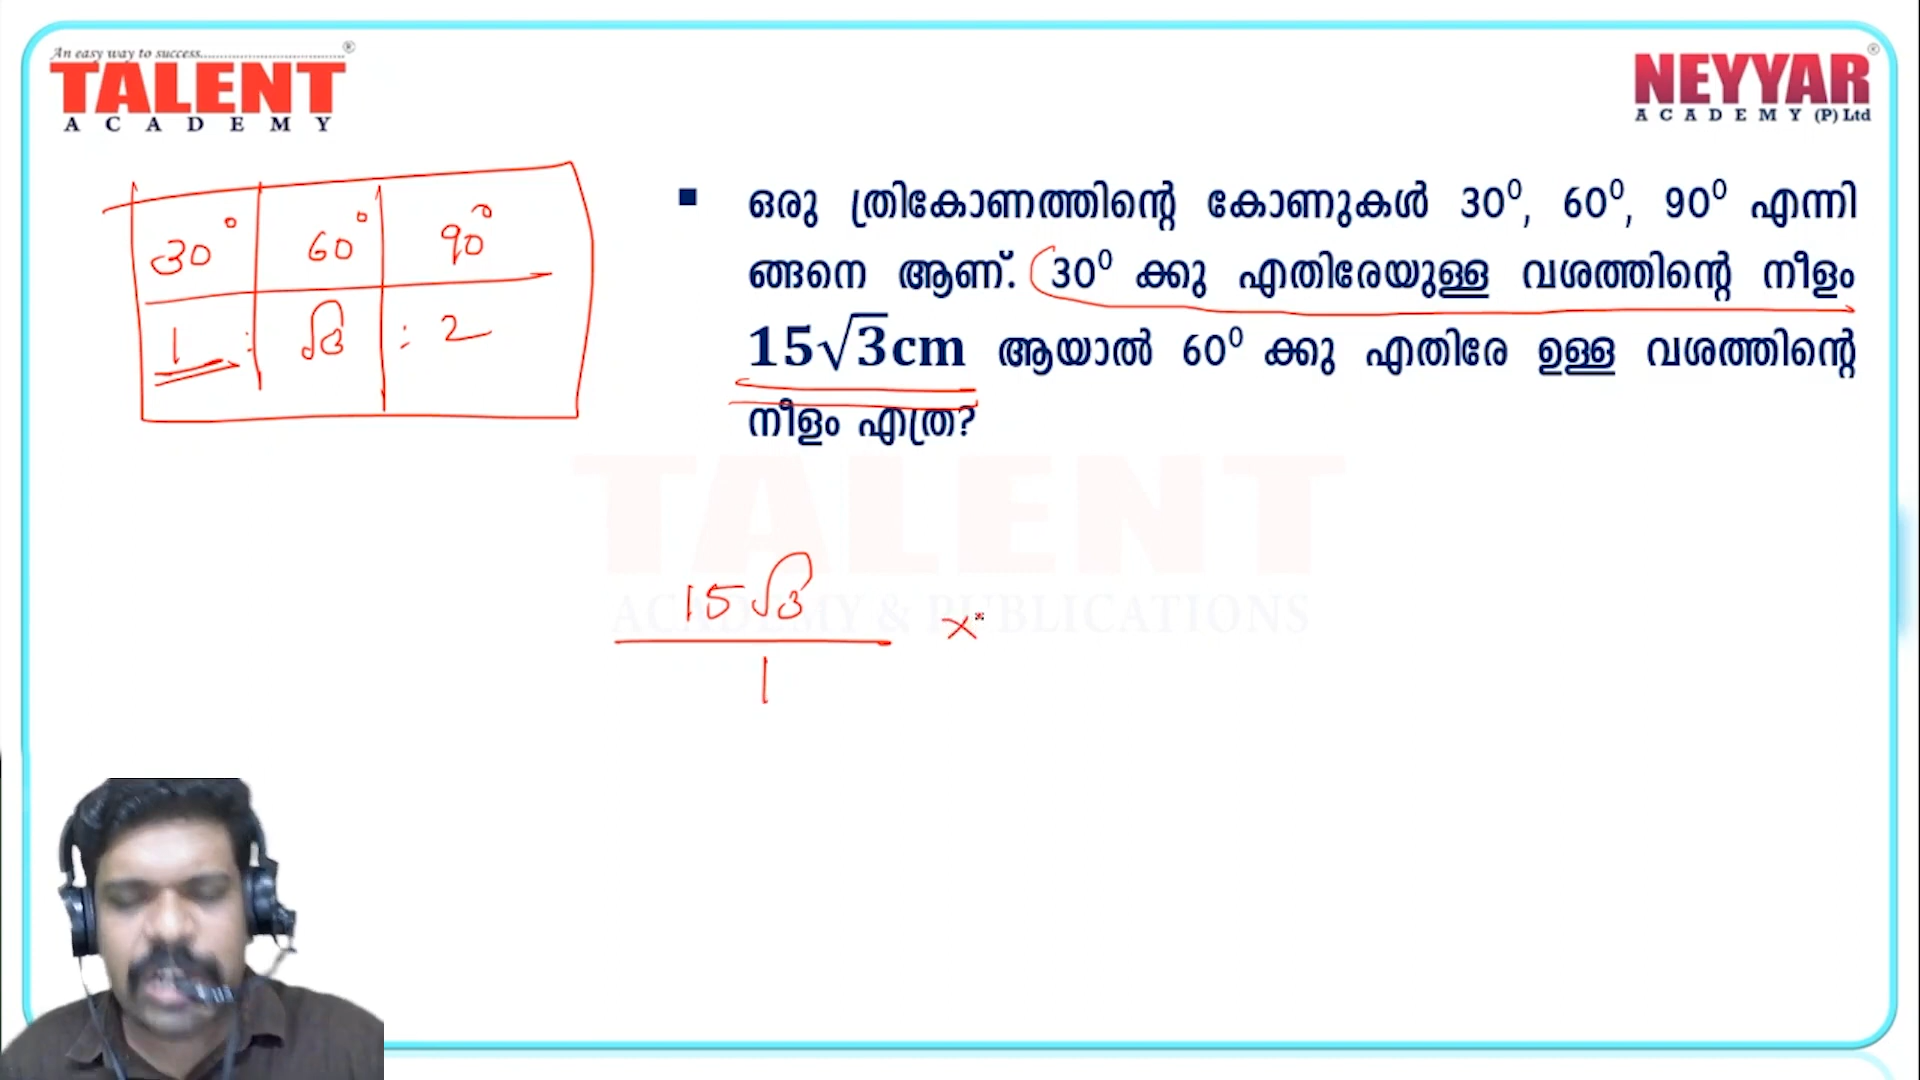 An easy way to success.......................................®
TALENT
ACADEMY
NEYYAR®
ACADEMY (P) Ltd
30° 60° 90°
1 : √3 : 2
▪ ഒരു ത്രികോണത്തിന്റെ കോണുകൾ 30⁰, 60⁰, 90⁰ എന്നി
ങ്ങനെ ആണ്. 30⁰ ക്കു എതിരേയുള്ള വശത്തിന്റെ നീളം
15√3cm ആയാൽ 60⁰ ക്കു എതിരേ ഉള്ള വശത്തിന്റെ
നീളം എത്ര?
TALENT
ACADEMY & PUBLICATIONS
15√3 ×
1